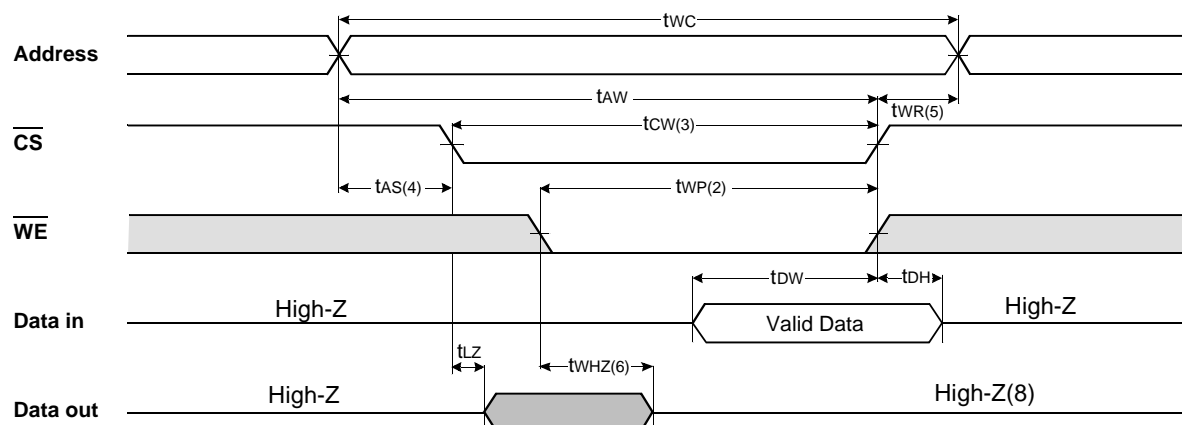 tWC
Address
tAW
tWR(5)
tCW(3)
CS
tAS(4)
tWP(2)
WE
tDW
tDH
High-Z
High-Z
Data in
Valid Data
tLZ
tWHZ(6)
High-Z
High-Z(8)
Data out